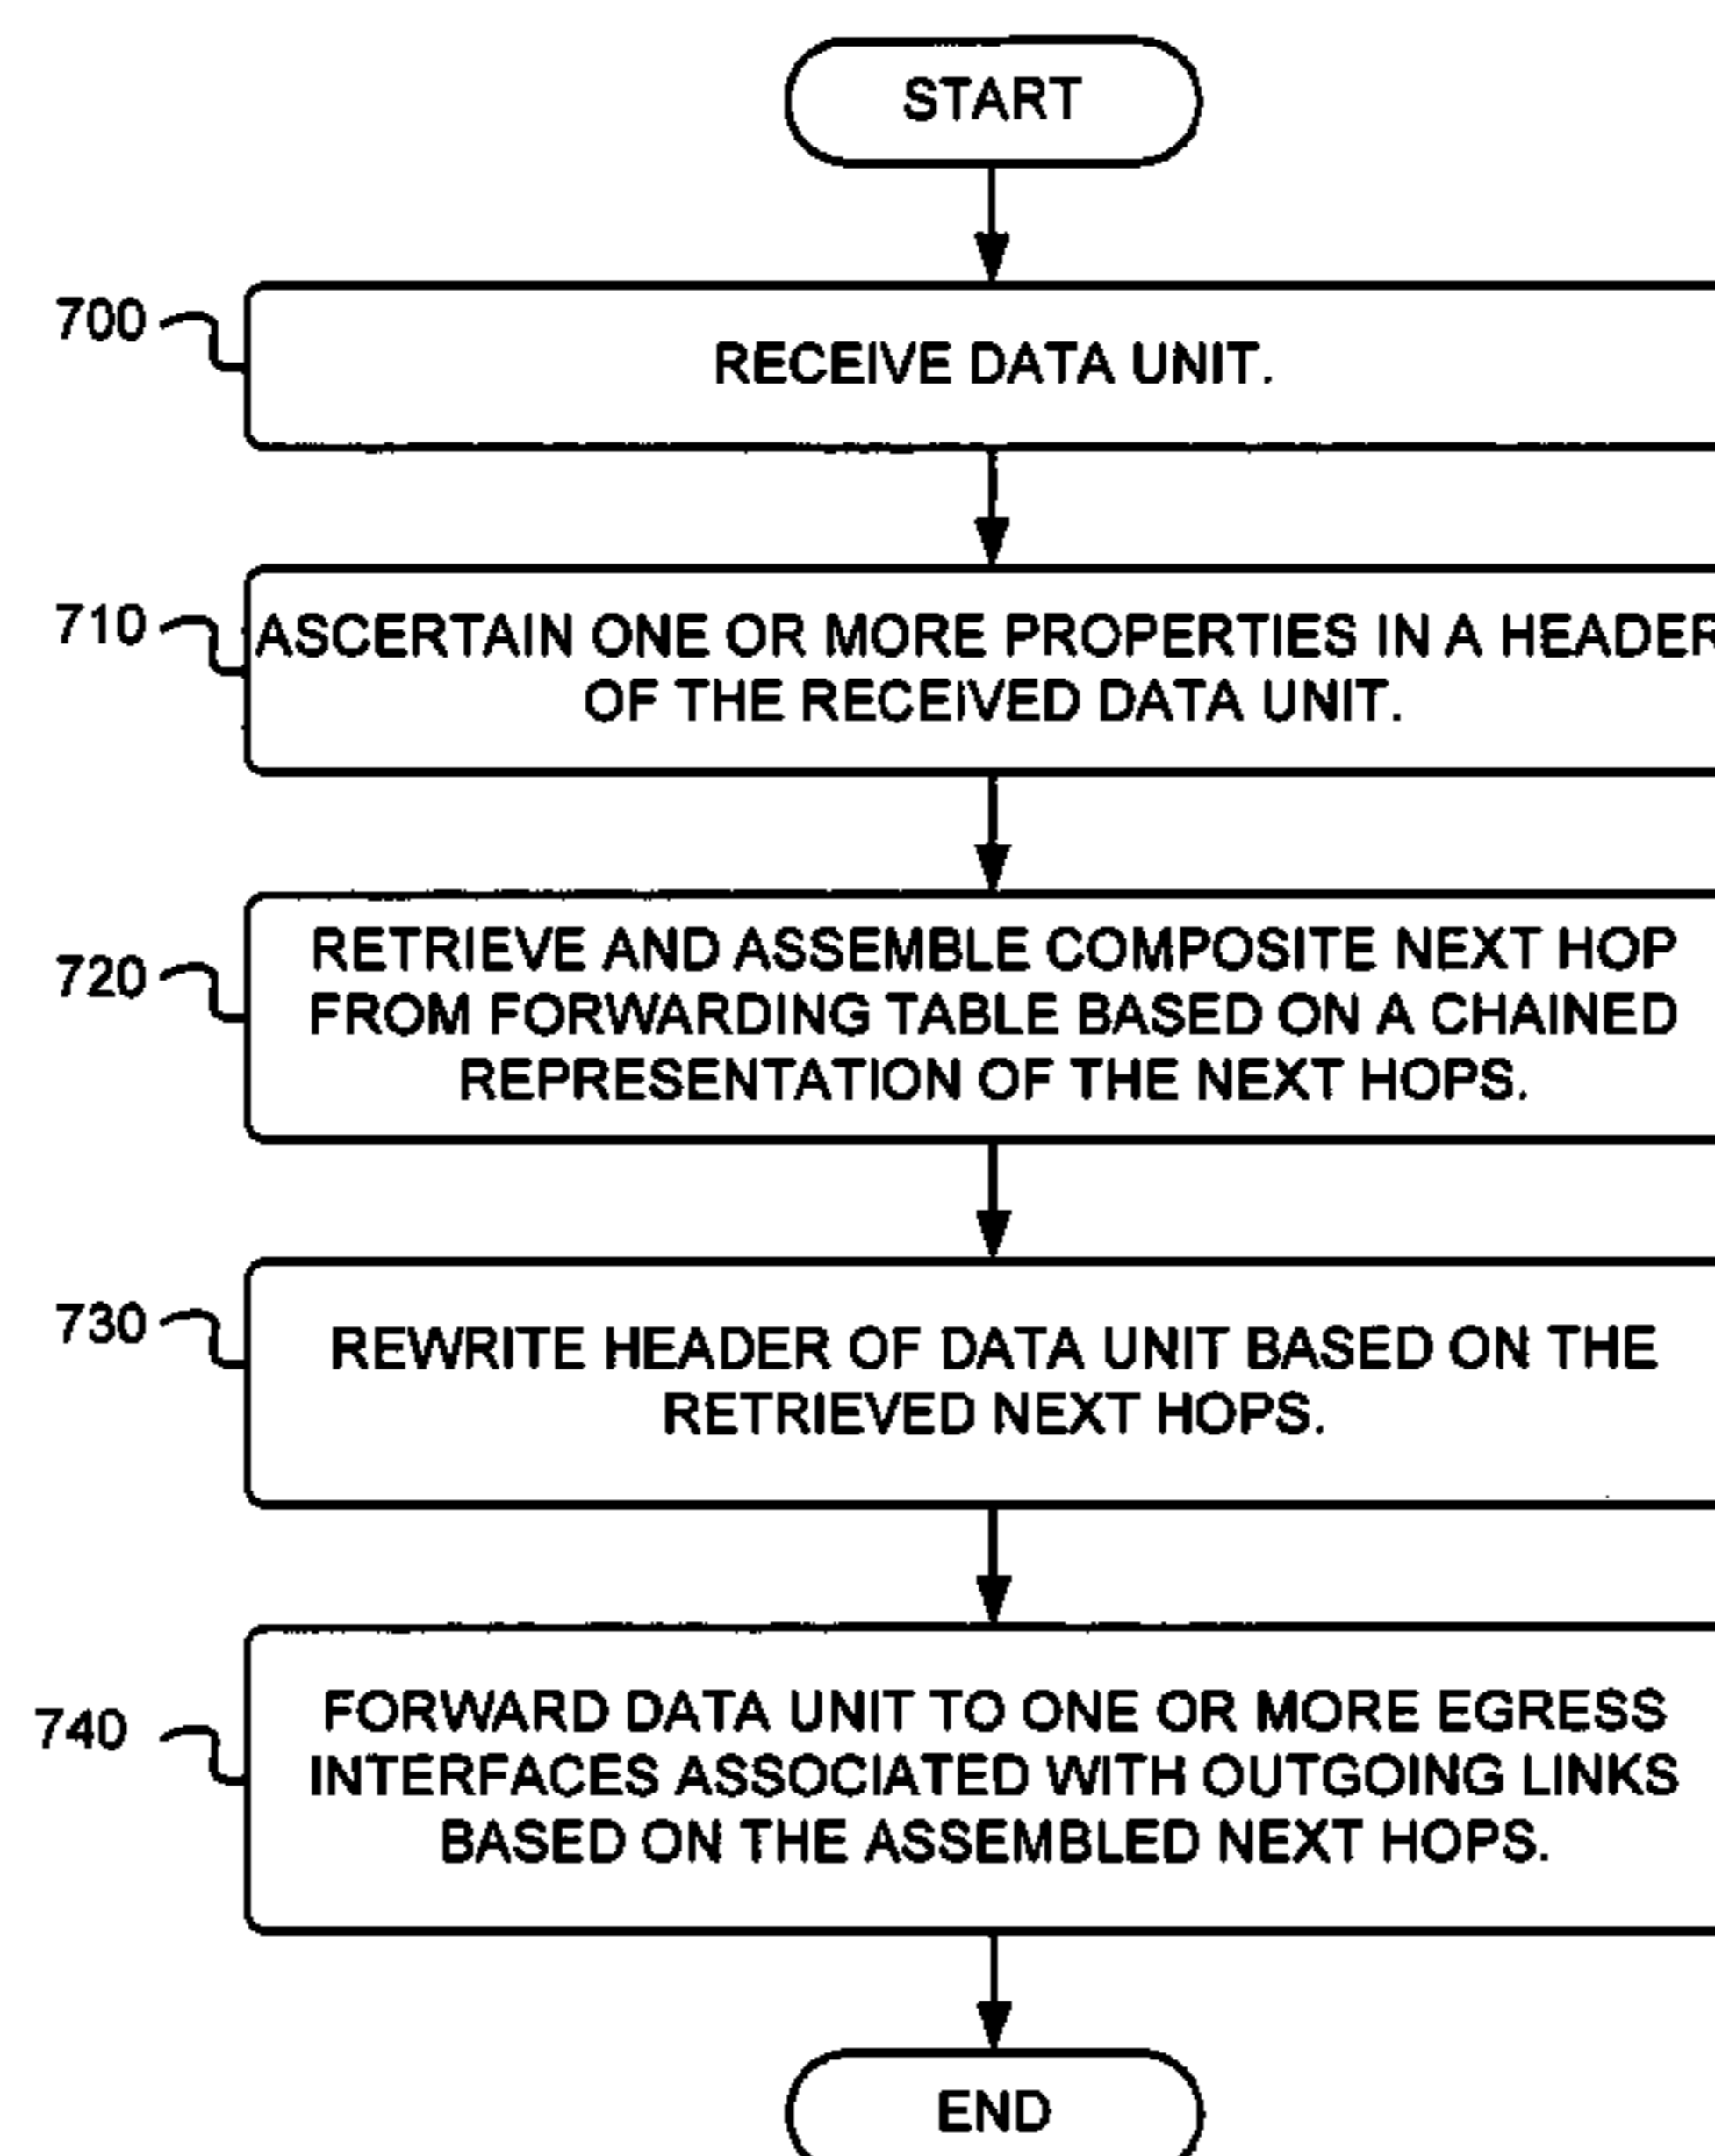 START
700
RECEIVE DATA UNIT.
710
ASCERTAIN ONE OR MORE PROPERTIES IN A HEADER
OF THE RECEIVED DATA UNIT.
720
RETRIEVE AND ASSEMBLE COMPOSITE NEXT HOP
FROM FORWARDING TABLE BASED ON A CHAINED
REPRESENTATION OF THE NEXT HOPS.
730
REWRITE HEADER OF DATA UNIT BASED ON THE
RETRIEVED NEXT HOPS.
740
FORWARD DATA UNIT TO ONE OR MORE EGRESS
INTERFACES ASSOCIATED WITH OUTGOING LINKS
BASED ON THE ASSEMBLED NEXT HOPS.
END